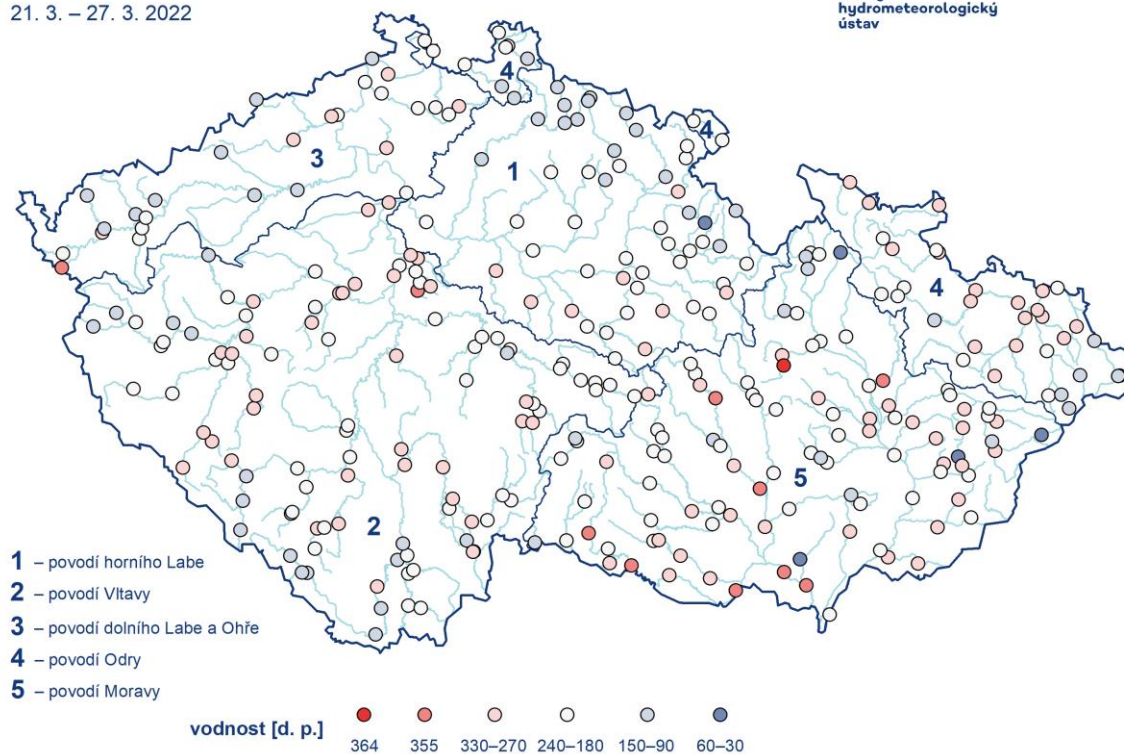 21. 3. – 27. 3. 2022
hydrometeorologický
ústav
4
4
3
1
4
5
2
1 – povodí horního Labe
2 – povodí Vltavy
3 – povodí dolního Labe a Ohře
4 – povodí Odry
5 – povodí Moravy
vodnost [d. p.]
364 355 330–270 240–180 150–90 60–30